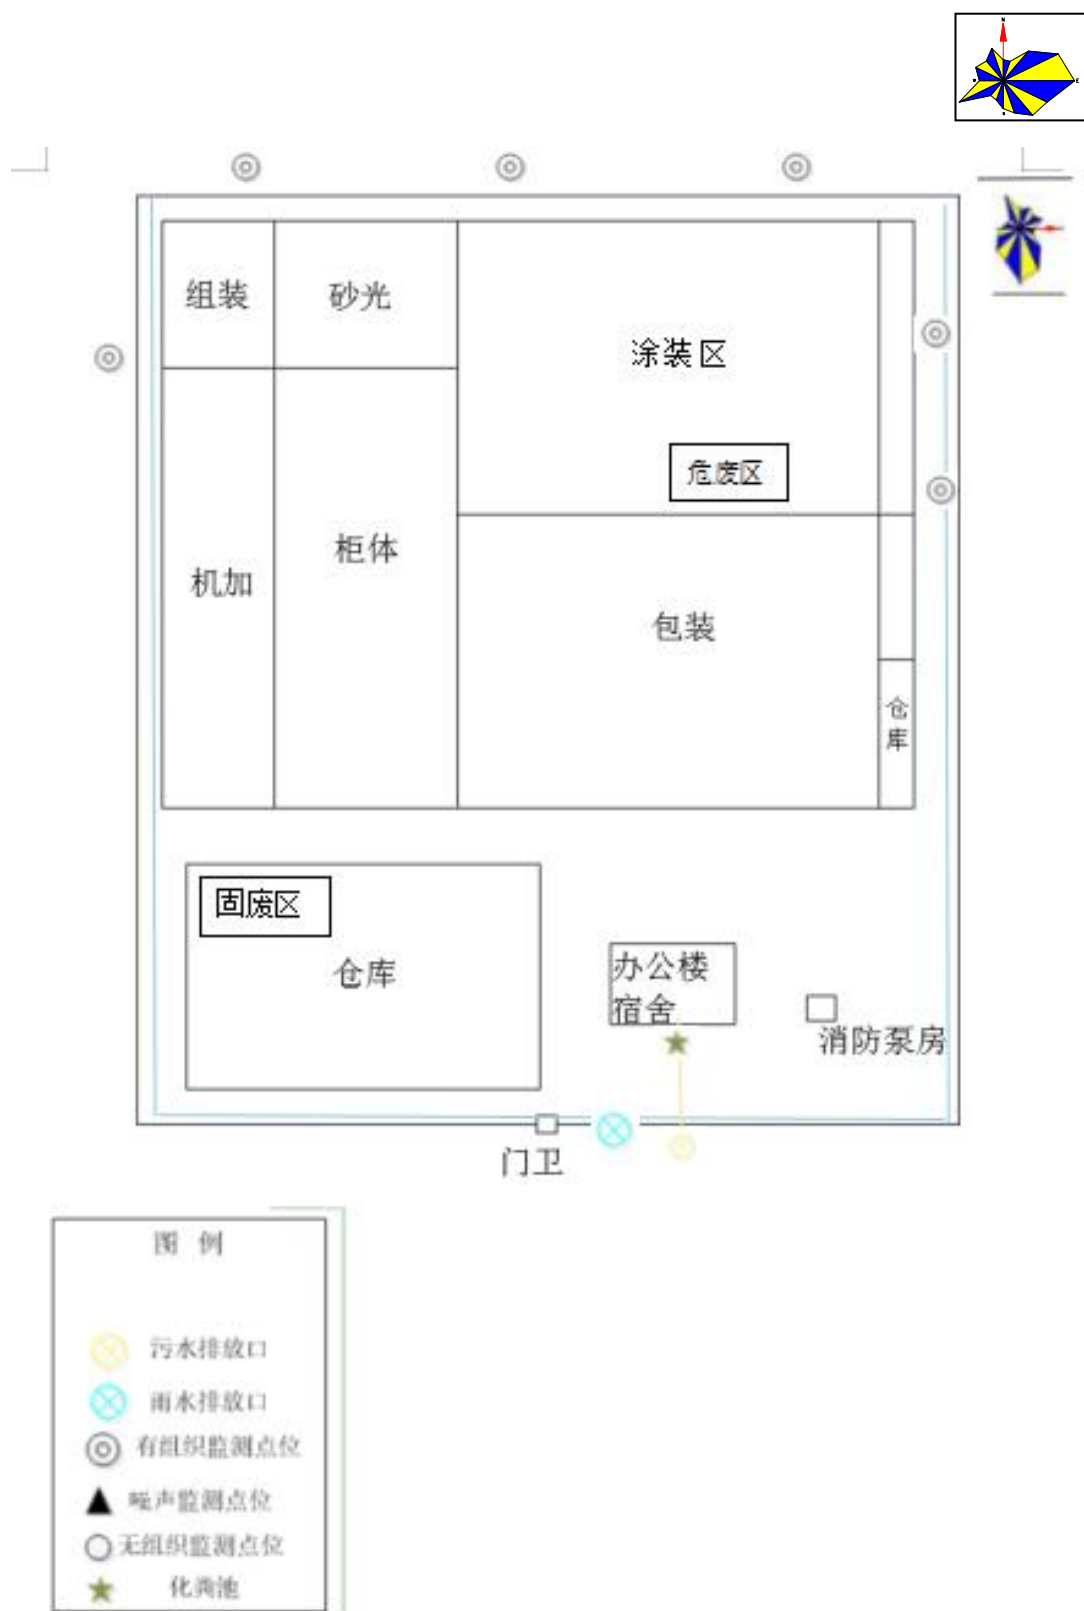 N
E
组装
砂光
涂装区
危废区
柜体
机加
包装
仓
库
固废区
仓库
办公楼
宿舍
消防泵房
门卫
图 例
污水排放口
雨水排放口
有组织监测点位
噪声监测点位
无组织监测点位
化粪池